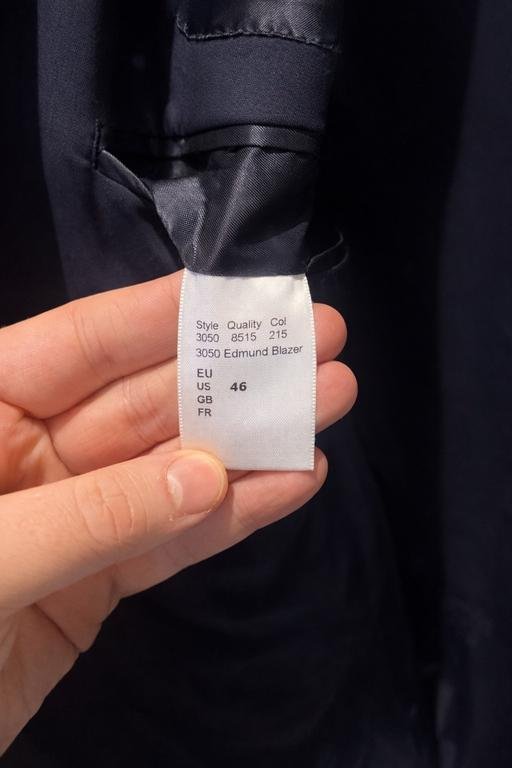 Style Quality Col
3050 8515 215
3050 Edmund Blazer
EU
US 46
GB
FR